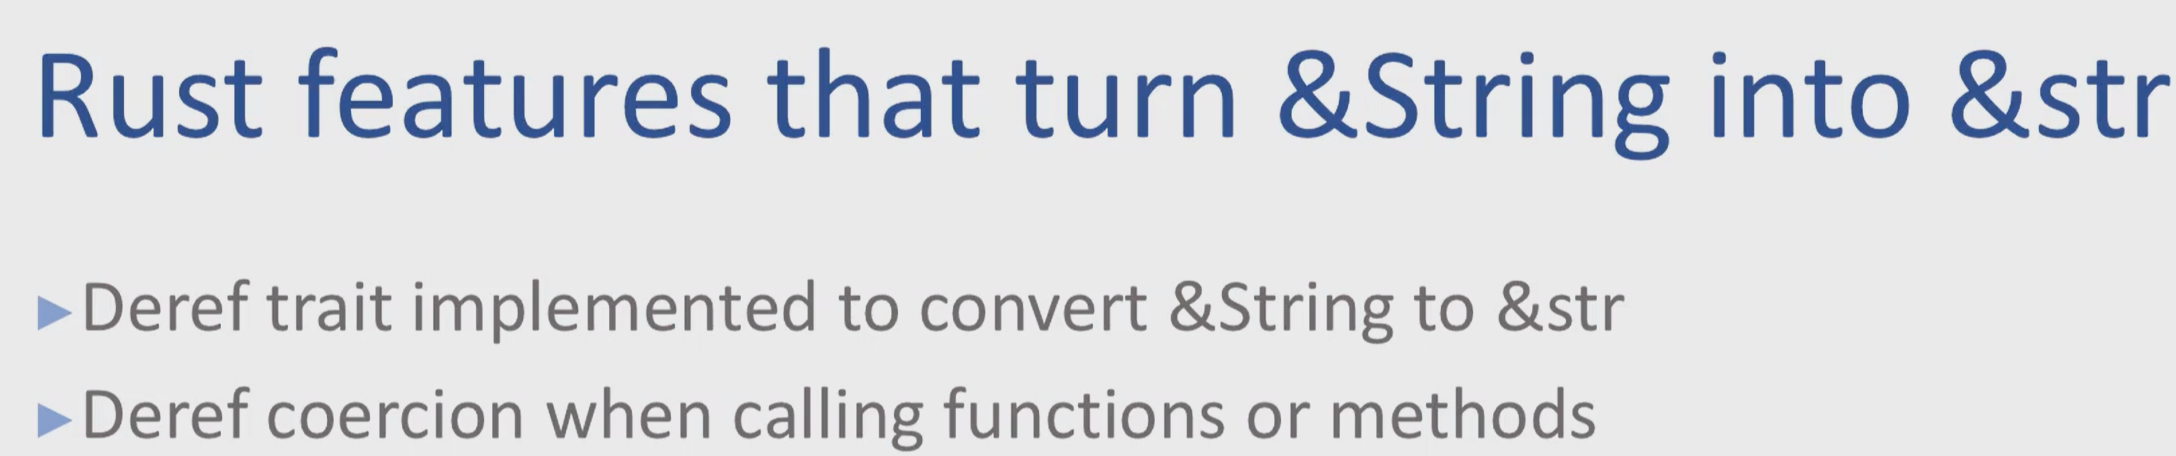 Rust features that turn &String into &str
▶Deref trait implemented to convert &String to &str
▶Deref coercion when calling functions or methods